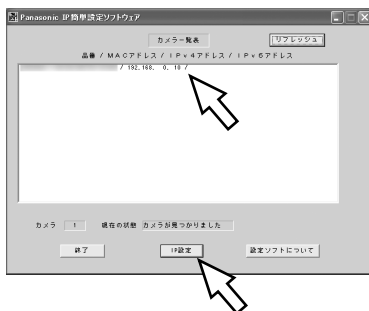 Panasonic IP簡単設定ソフトウェア
カメラ一覧表
リフレッシュ
品番 / MACアドレス / IPv4アドレス / IPv6アドレス
/ 192.168. 0. 10 /
カメラ 1 現在の状態 カメラが見つかりました
終了 IP設定 設定ソフトについて